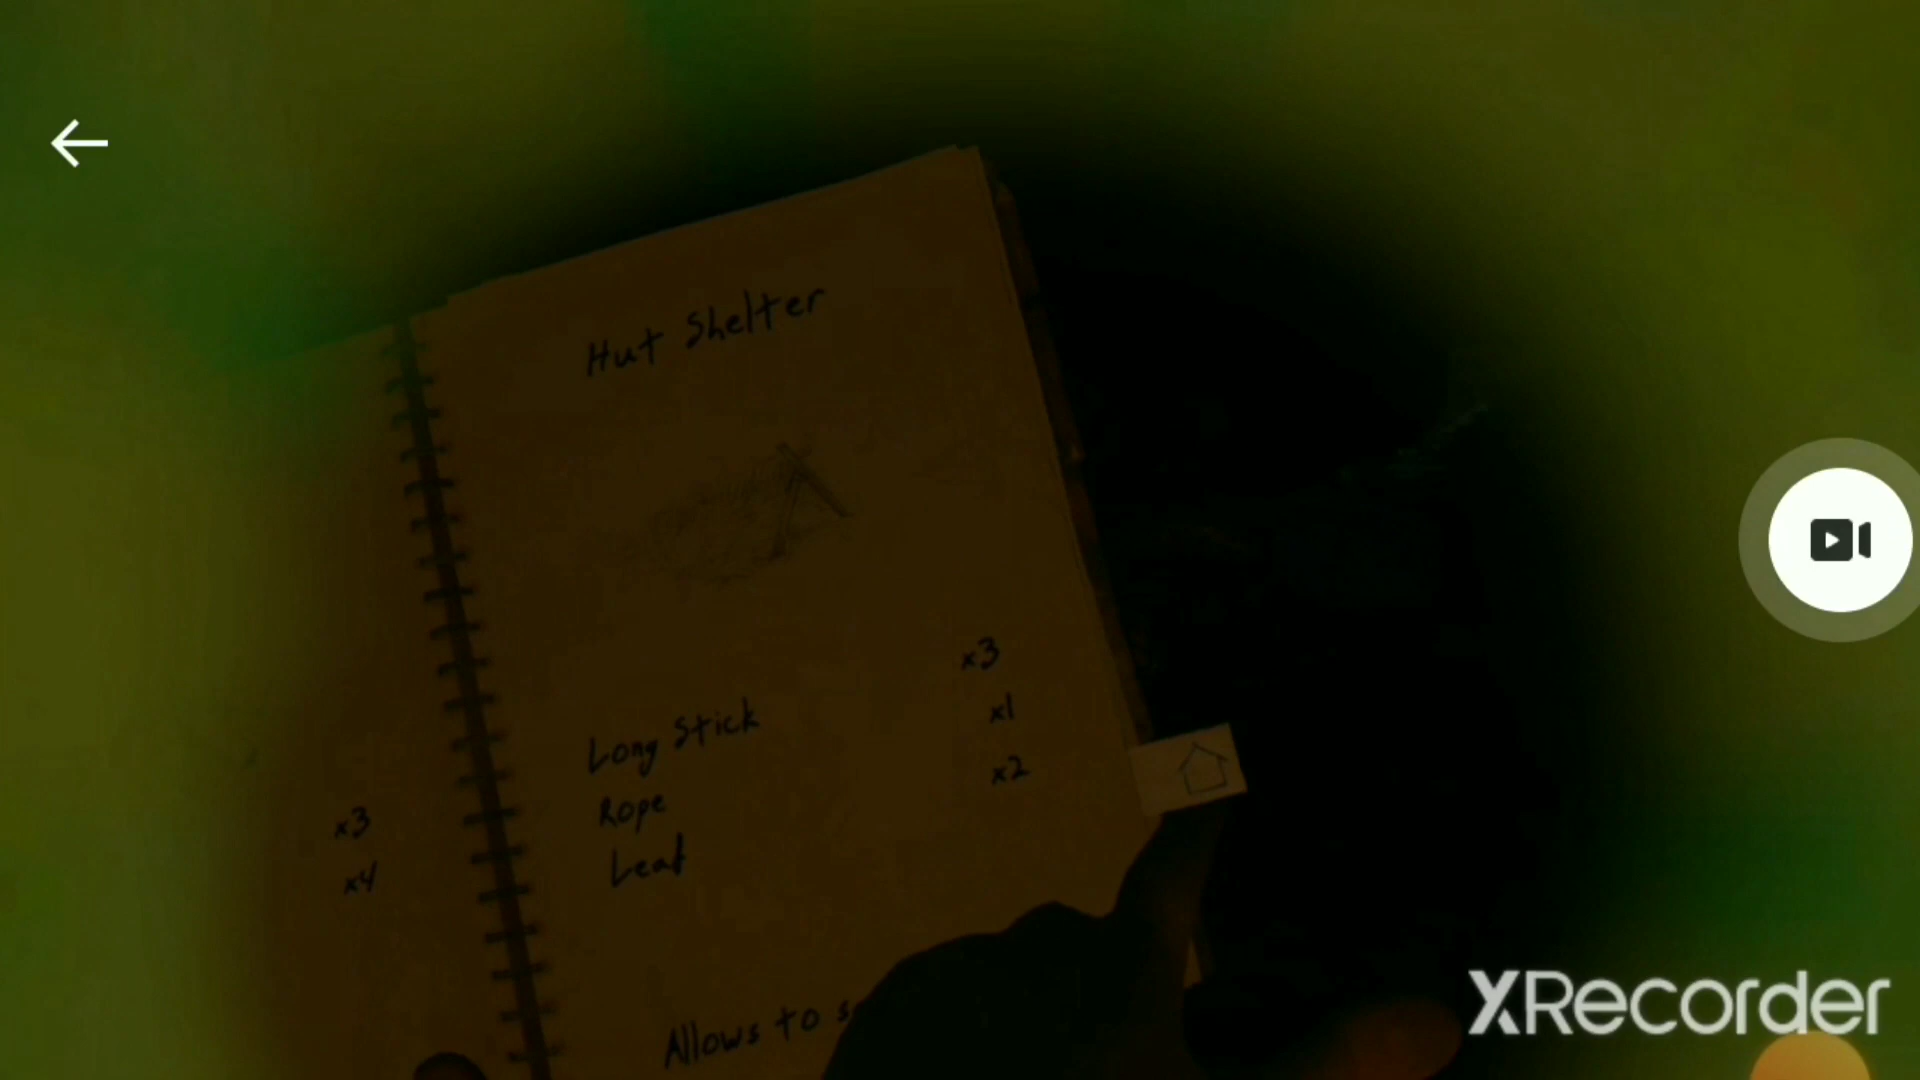 Hut Shelter
Long Stick x3
Rope x1
Leaf x2
x3
x4
Allows to s
XRecorder